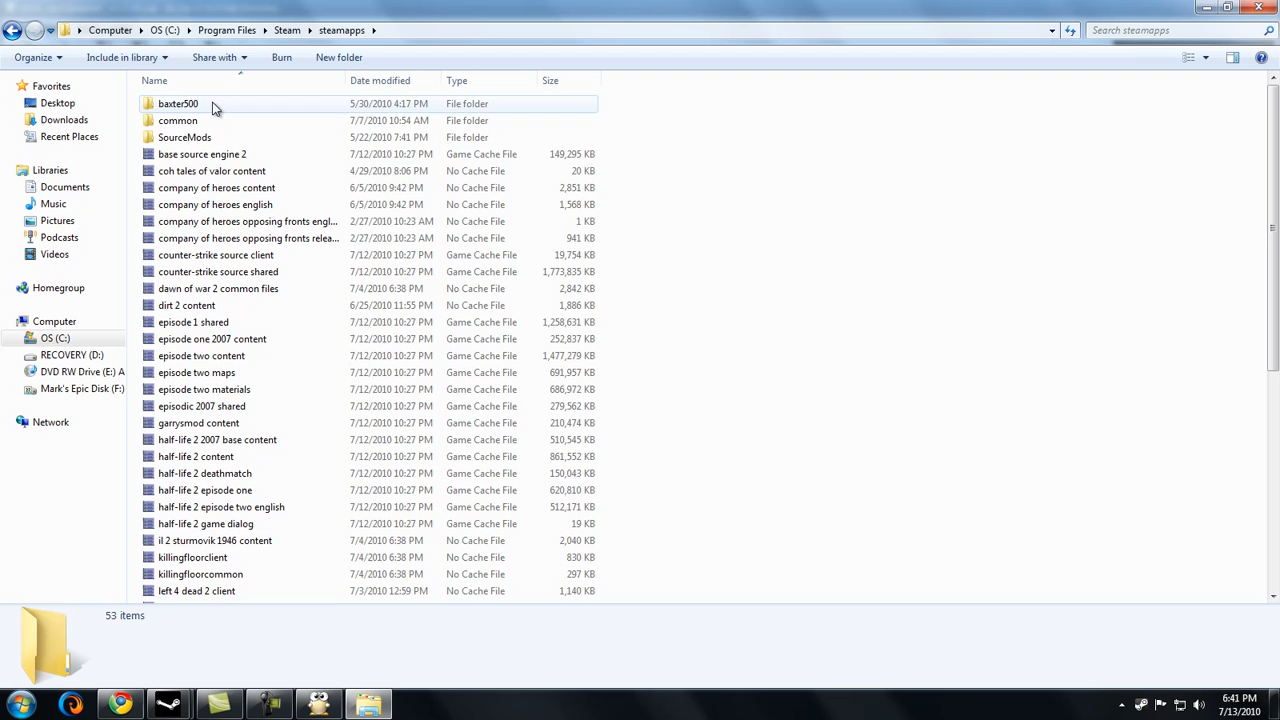 Computer ▸ OS (C:) ▸ Program Files ▸ Steam ▸ steamapps ▸
Search steamapps
Organize Include in library Share with Burn New folder
Name Date modified Type Size
Favorites
Desktop
Downloads
Recent Places
Libraries
Documents
Music
Pictures
Podcasts
Videos
Homegroup
Computer
OS (C:)
RECOVERY (D:)
DVD RW Drive (E:) A
Mark's Epic Disk (F:)
Network
baxter500 5/30/2010 4:17 PM File folder
common 7/7/2010 10:54 AM File folder
SourceMods 5/22/2010 7:41 PM File folder
base source engine 2 7/12/2010 10:27 PM Game Cache File 149,295 KB
coh tales of valor content 4/29/2010 8:06 PM No Cache File 20 KB
company of heroes content 6/5/2010 9:42 PM No Cache File 2,851 KB
company of heroes english 6/5/2010 9:42 PM No Cache File 1,568 KB
company of heroes opposing fronts engl... 2/27/2010 10:23 AM No Cache File 1 KB
company of heroes opposing fronts relea... 2/27/2010 10:23 AM No Cache File 941 KB
counter-strike source client 7/12/2010 10:27 PM Game Cache File 19,754 KB
counter-strike source shared 7/12/2010 10:27 PM Game Cache File 1,773,835 KB
dawn of war 2 common files 7/4/2010 6:38 PM No Cache File 2,842 KB
dirt 2 content 6/25/2010 11:55 PM No Cache File 1,886 KB
episode 1 shared 7/12/2010 10:27 PM Game Cache File 1,258,631 KB
episode one 2007 content 7/12/2010 10:27 PM Game Cache File 252,837 KB
episode two content 7/12/2010 10:27 PM Game Cache File 1,477,279 KB
episode two maps 7/12/2010 10:27 PM Game Cache File 691,957 KB
episode two materials 7/12/2010 10:27 PM Game Cache File 686,972 KB
episodic 2007 shared 7/12/2010 10:27 PM Game Cache File 279,562 KB
garrysmod content 7/12/2010 10:27 PM Game Cache File 210,474 KB
half-life 2 2007 base content 7/12/2010 10:27 PM Game Cache File 510,545 KB
half-life 2 content 7/12/2010 10:27 PM Game Cache File 861,552 KB
half-life 2 deathmatch 7/12/2010 10:27 PM Game Cache File 150,043 KB
half-life 2 episode one 7/12/2010 10:27 PM Game Cache File 620,810 KB
half-life 2 episode two english 7/12/2010 10:27 PM Game Cache File 512,171 KB
half-life 2 game dialog 7/12/2010 10:27 PM Game Cache File 19 KB
il 2 sturmovik 1946 content 7/4/2010 6:38 PM No Cache File 2,040 KB
killingfloorclient 7/4/2010 6:38 PM No Cache File 830 KB
killingfloorcommon 7/4/2010 6:38 PM No Cache File 297 KB
left 4 dead 2 client 7/3/2010 12:59 PM No Cache File 1,140 KB
53 items
6:41 PM
7/13/2010